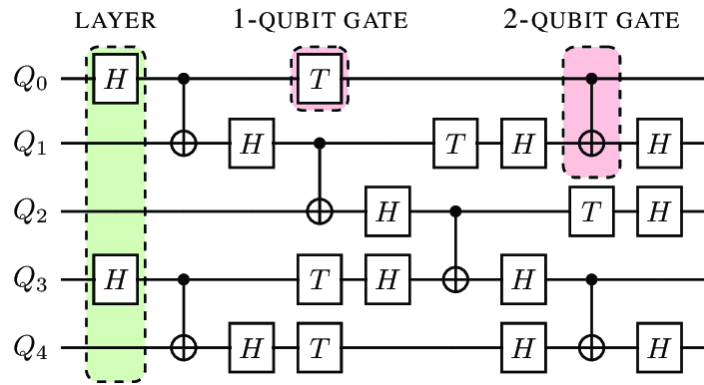 LAYER 1-QUBIT GATE 2-QUBIT GATE
Q0 H T
Q1 H T H H
Q2 H T H
Q3 H T H H
Q4 H T H H